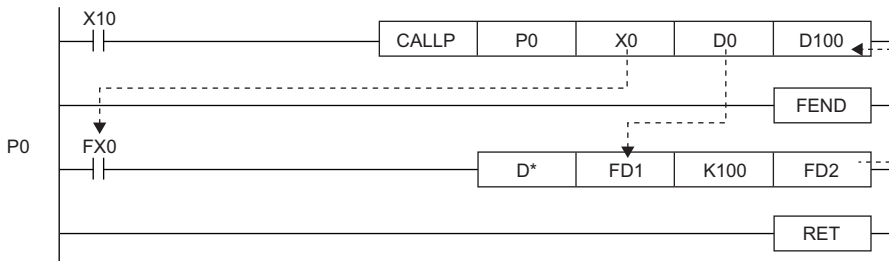 X10
CALLP P0 X0 D0 D100
FEND
P0 FX0
D* FD1 K100 FD2
RET